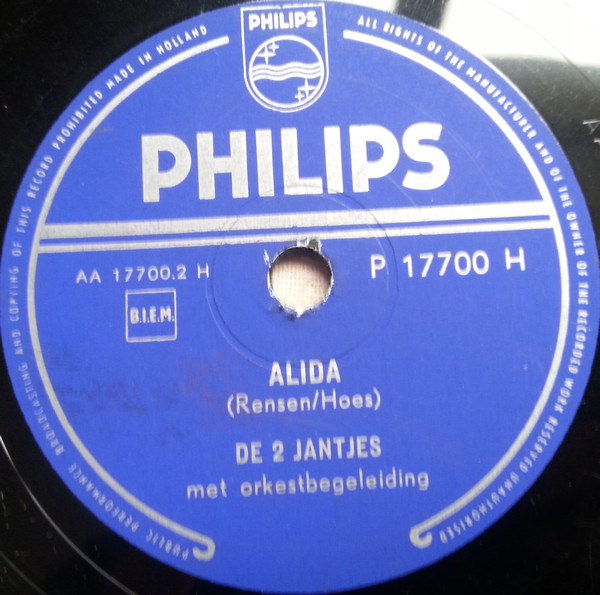 PHILIPS
ALL RIGHTS OF THE MANUFACTURER AND OF THE OWNER OF THE RECORDED WORK RESERVED UNAUTHORISED
PUBLIC PERFORMANCE BROADCASTING AND COPYING OF THIS RECORD PROHIBITED MADE IN HOLLAND
PHILIPS
AA 17700.2 H
P 17700 H
B.I.E.M.
ALIDA
(Rensen/Hoes)
DE 2 JANTJES
met orkestbegeleiding